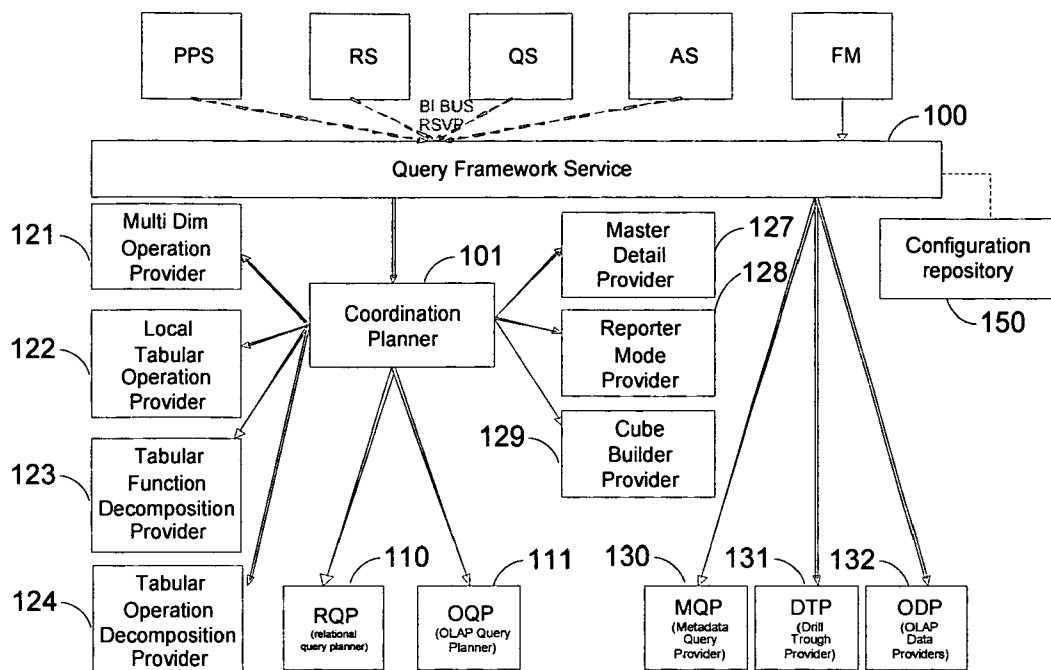 PPS
RS
QS
AS
FM
BI BUS
RSVP
100
Query Framework Service
121
Multi Dim
Operation
Provider
101
Master
Detail
Provider
127
128
Configuration
repository
150
122
Local
Tabular
Operation
Provider
Coordination
Planner
Reporter
Mode
Provider
129
Cube
Builder
Provider
123
Tabular
Function
Decomposition
Provider
124
Tabular
Operation
Decomposition
Provider
110
RQP
(relational
query planner)
111
OQP
(OLAP Query
Planner)
130
MQP
(Metadata
Query
Provider)
131
DTP
(Drill
Trough
Provider)
132
ODP
(OLAP
Data
Providers)